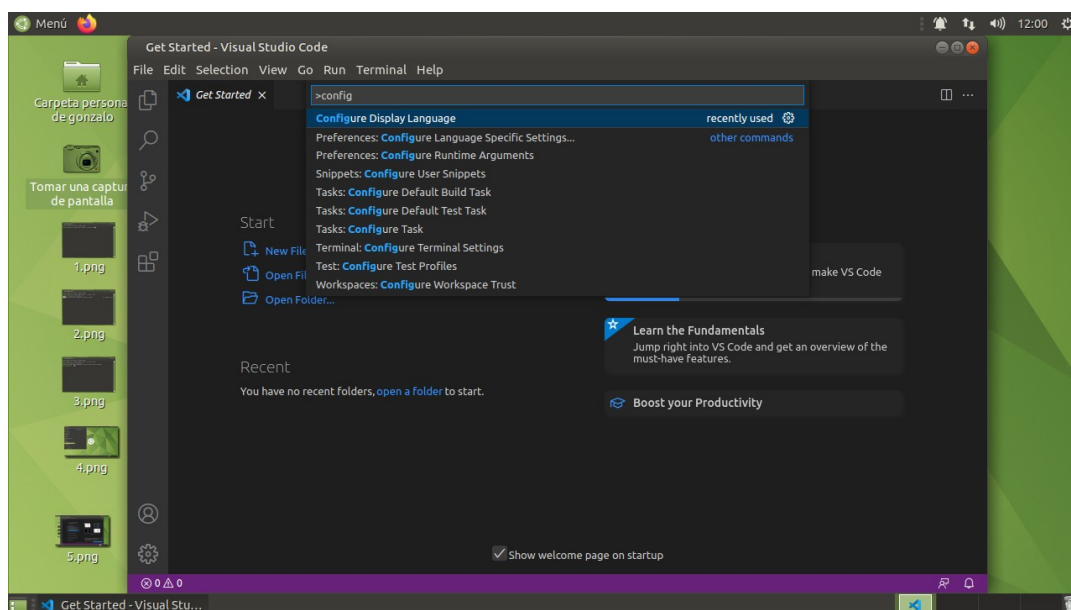 Menú
12:00
Get Started - Visual Studio Code
File Edit Selection View Go Run Terminal Help
Get Started
>config
Configure Display Language recently used
Preferences: Configure Language Specific Settings... other commands
Preferences: Configure Runtime Arguments
Snippets: Configure User Snippets
Tasks: Configure Default Build Task
Tasks: Configure Default Test Task
Tasks: Configure Task
Terminal: Configure Terminal Settings
Test: Configure Test Profiles
Workspaces: Configure Workspace Trust
Carpeta persona
de gonzalo
Tomar una captur
de pantalla
1.png
2.png
3.png
4.png
5.png
Start
New File
Open Fil
Open Folder...
make VS Code
Learn the Fundamentals
Jump right into VS Code and get an overview of the
must-have features.
Recent
You have no recent folders, open a folder to start.
Boost your Productivity
Show welcome page on startup
0 0
Get Started - Visual Stu...